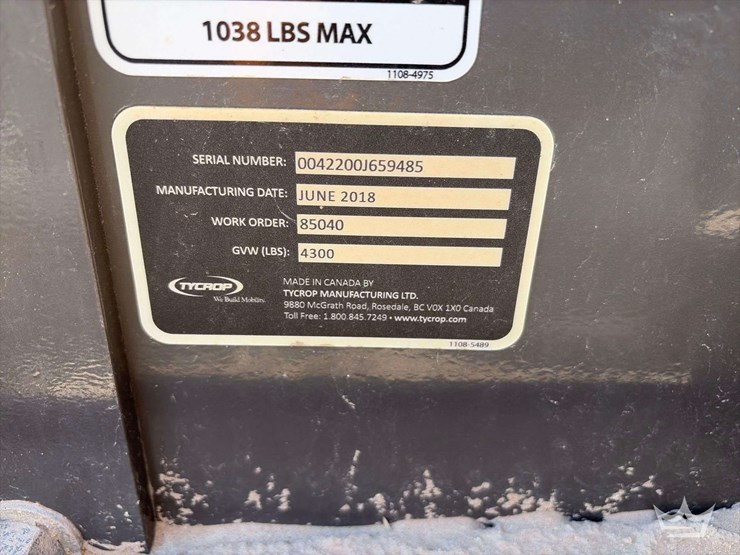 1038 LBS MAX
1108-4975
SERIAL NUMBER: 0042200J659485
MANUFACTURING DATE: JUNE 2018
WORK ORDER: 85040
GVW (LBS): 4300
TYCROP
We Build Mobility
MADE IN CANADA BY
TYCROP MANUFACTURING LTD.
9880 McGrath Road, Rosedale, BC V0X 1X0 Canada
Toll Free: 1.800.845.7249 • www.tycrop.com
1108-5489